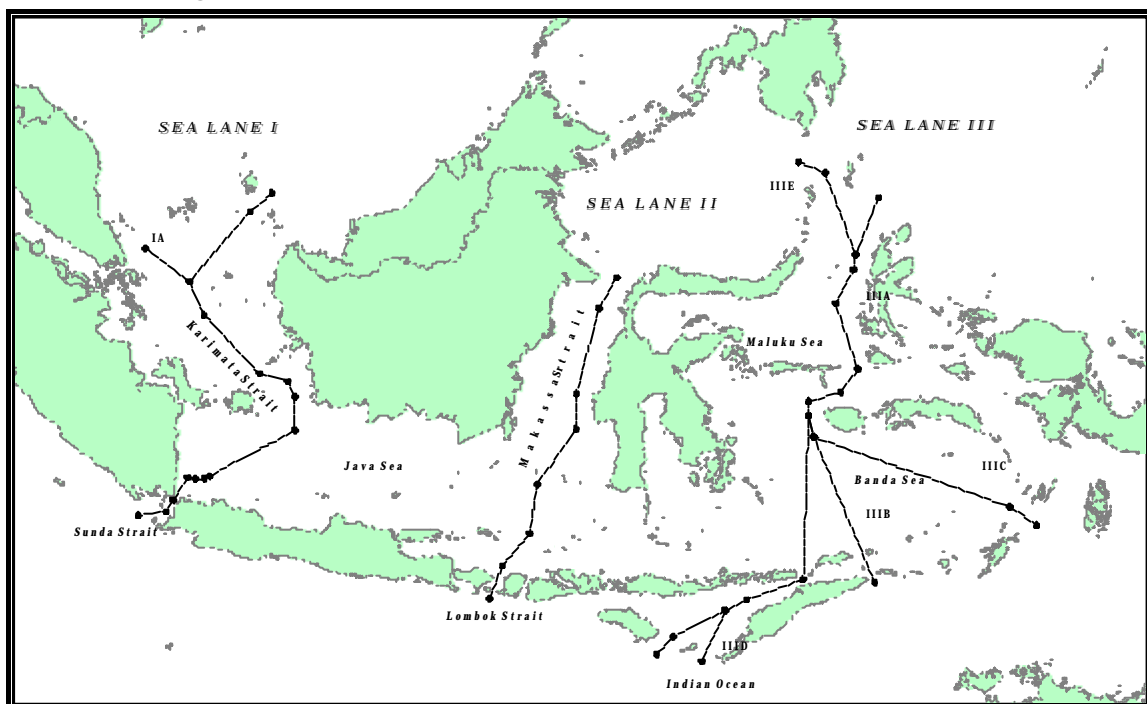 SEA LANE I
SEA LANE III
IIIE
SEA LANE II
IA
IIIA
Karimata Strait
Makassar Strait
Maluku Sea
Java Sea
IIIC
Banda Sea
IIIB
Sunda Strait
Lombok Strait
IIID
Indian Ocean